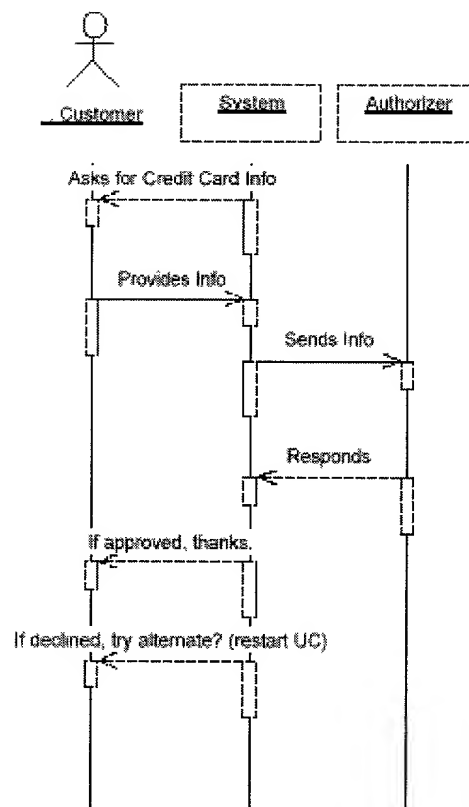 Customer
System
Authorizer
Asks for Credit Card Info
Provides Info
Sends Info
Responds
If approved, thanks.
If declined, try alternate? (restart UC)